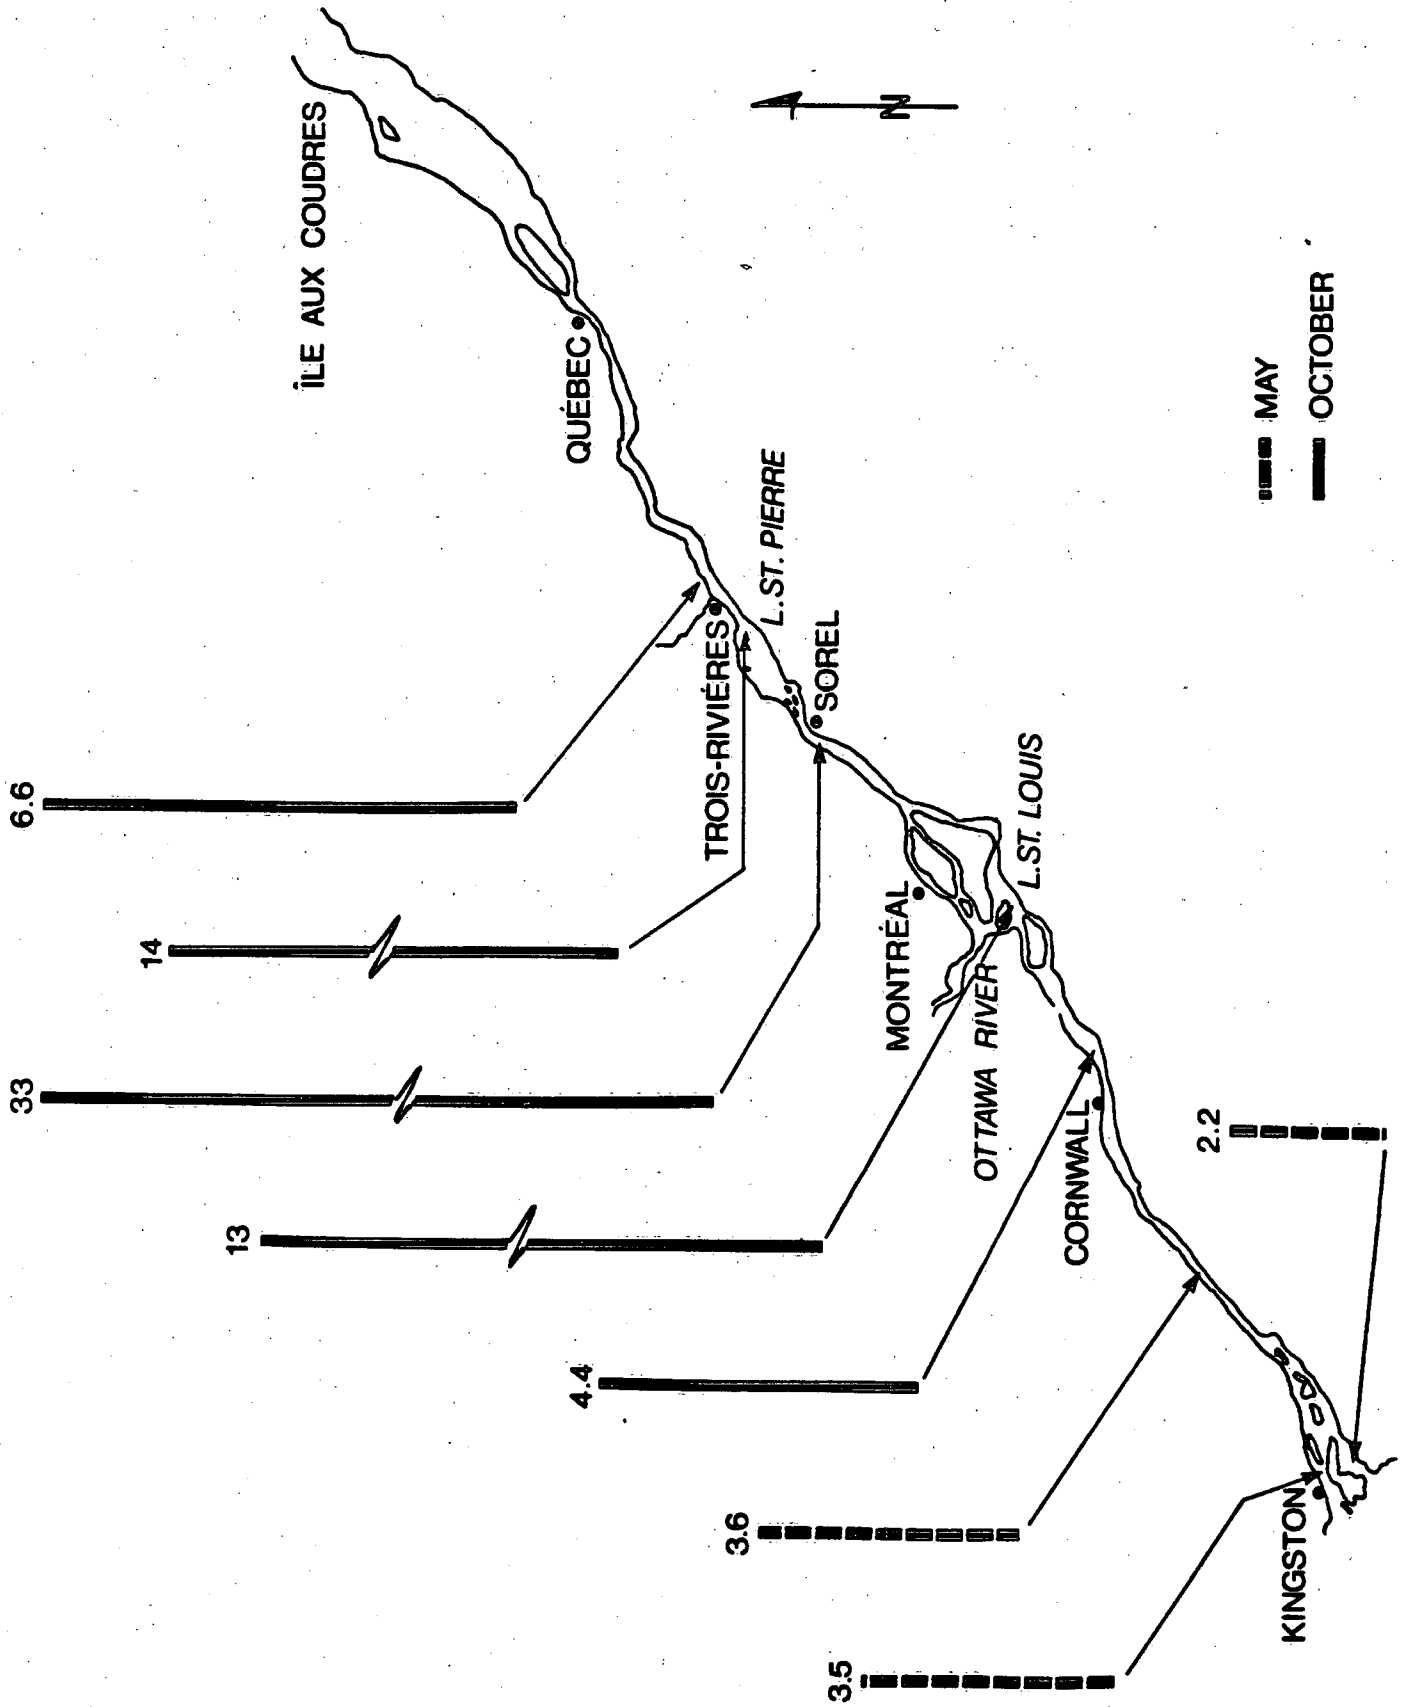 6.6
14
33
13
4.4
3.6
3.5
2.2
ÎLE AUX COUDRES
QUÉBEC
TROIS-RIVIÈRES
L.ST. PIERRE
SOREL
MONTRÉAL
L.ST. LOUIS
OTTAWA RIVER
CORNWALL
KINGSTON
N
MAY
OCTOBER